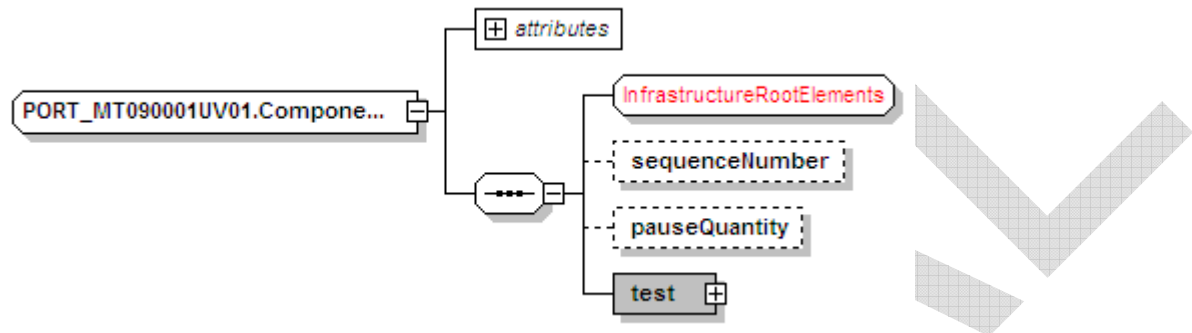 attributes
PORT_MT090001UV01.Compone...
InfrastructureRootElements
sequenceNumber
pauseQuantity
test